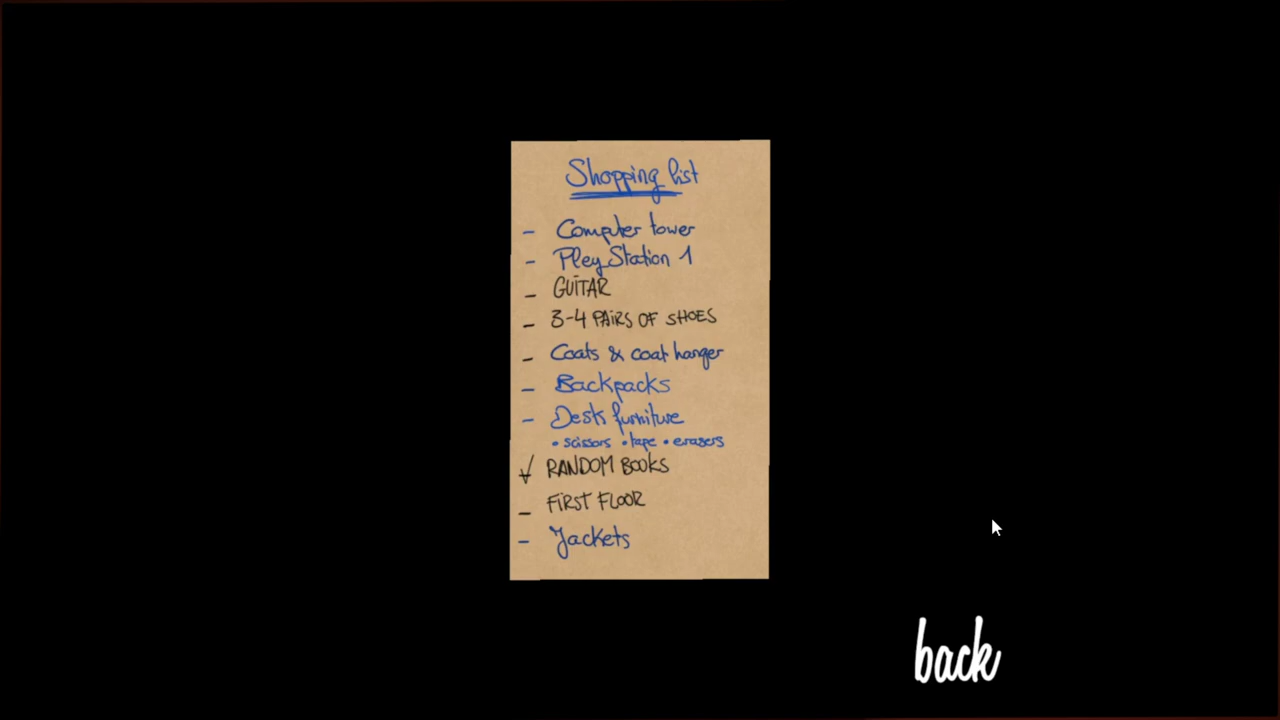 Shopping list
- Computer tower
- Pley Station 1
- GUITAR
- 3-4 PAIRS OF SHOES
- Coats & coat hanger
- Backpacks
- Desk furniture
• scissors • tape • erasers
✓ RANDOM BOOKS
- FIRST FLOOR
- Jackets
back